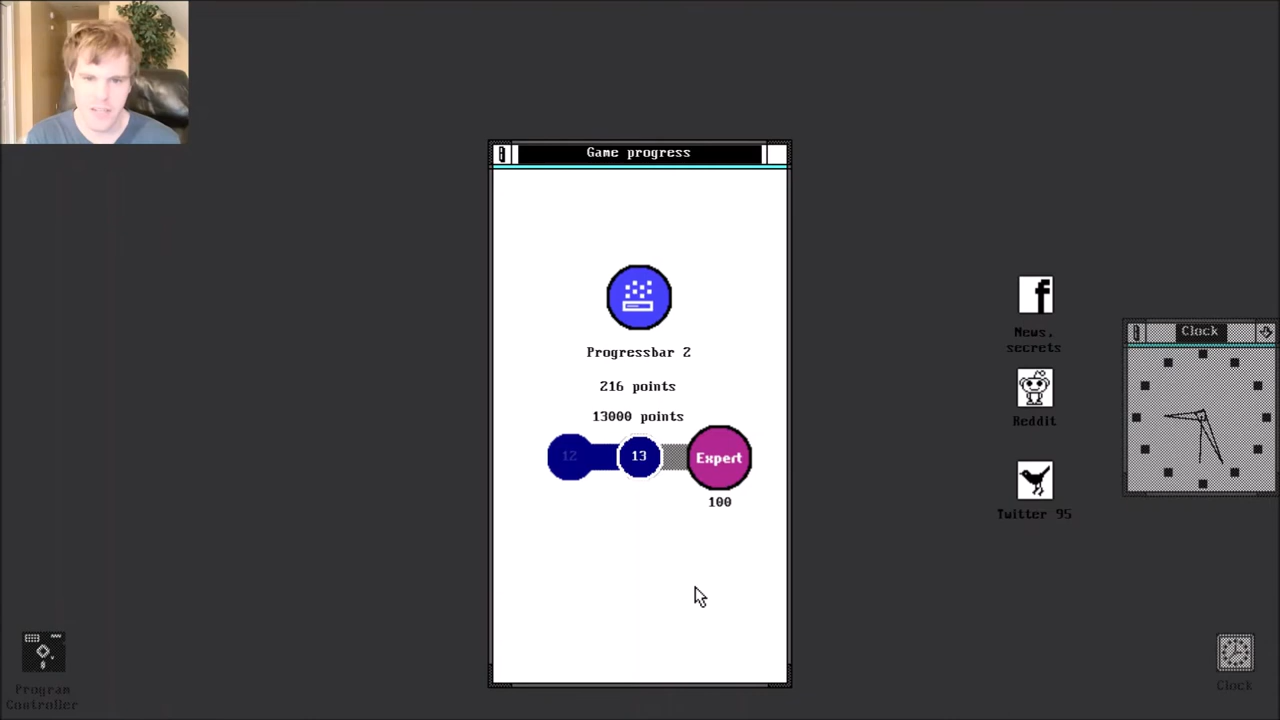 Game progress
Progressbar 2
216 points
13000 points
12
13
Expert
100
News,
secrets
Reddit
Twitter 95
Clock
Program
Controller
Clock